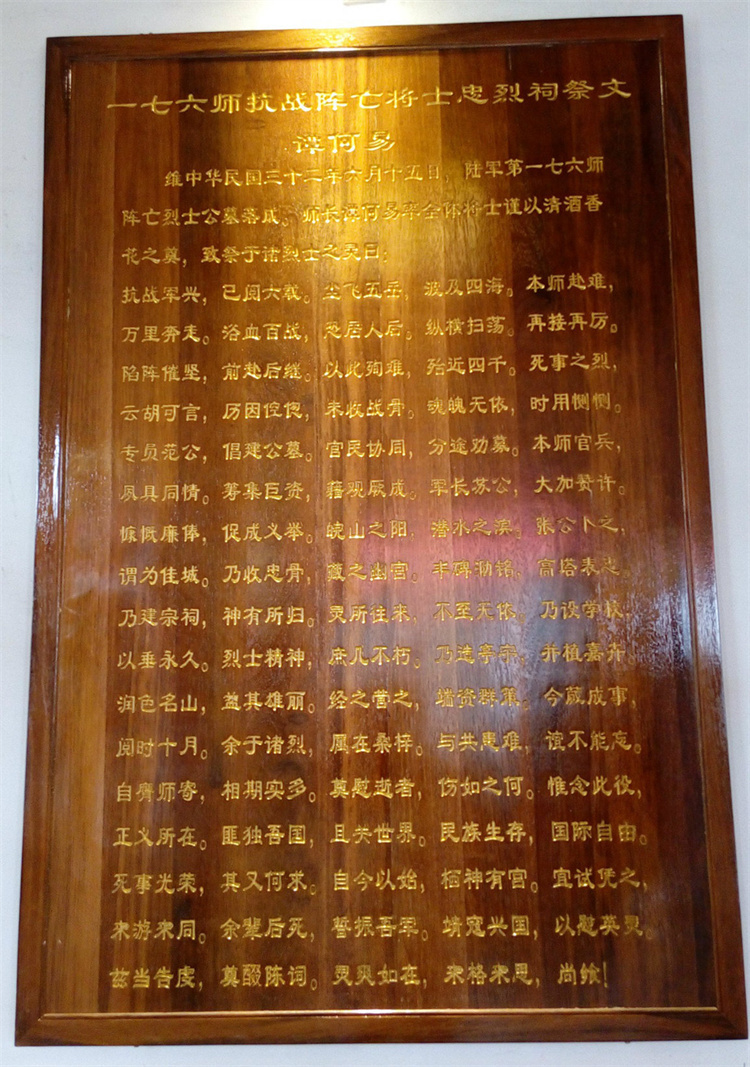 一七六师抗战阵亡将士忠烈祠祭文
谭何易
维中华民国三十二年六月十五日，陆军第一七六师
阵亡烈士公墓落成。师长谭何易率全体将士谨以清酒香
花之奠，致祭于诸烈士之灵曰：
抗战军兴，已阅六载。尘飞五岳，波及四海。本师赴难，
万里奔走。浴血百战，恐居人后。纵横扫荡。再接再厉。
陷阵催坚，前赴后继。以此殉难，殆近四千。死事之烈，
云胡可言，历因倥偬，未收战骨。魂魄无依，时用恻恻。
专员范公，倡建公墓。官民协同，分途劝募。本师官兵，
夙具同情。筹集巨资，藉观厥成。军长苏公，大加赞许。
慷慨廉俸，促成义举。皖山之阳，潜水之滨。张公卜之，
谓为佳城。乃收忠骨，藏之幽宫。丰碑泐铭，高塔表忠。
乃建宗祠，神有所归。灵所往来，不至无依。乃设学校，
以垂永久。烈士精神，庶几不朽。乃造亭宇，并植嘉卉。
润色名山，益其雄丽。经之营之，端资群策。今蒇成事，
阅时十月。余于诸烈，属在桑梓。与共患难，谊不能忘。
自膺师寄，相期实多。奠慰逝者，伤如之何。惟念此役，
正义所在。匪独吾国，且关世界。民族生存，国际自由。
死事光荣，其又何求。自今以始，栖神有宫。宜试凭之，
来游来同。余辈后死，誓振吾军。靖寇兴国，以慰英灵。
兹当告虔，奠醊陈词。灵爽如在，来格来思，尚飨！